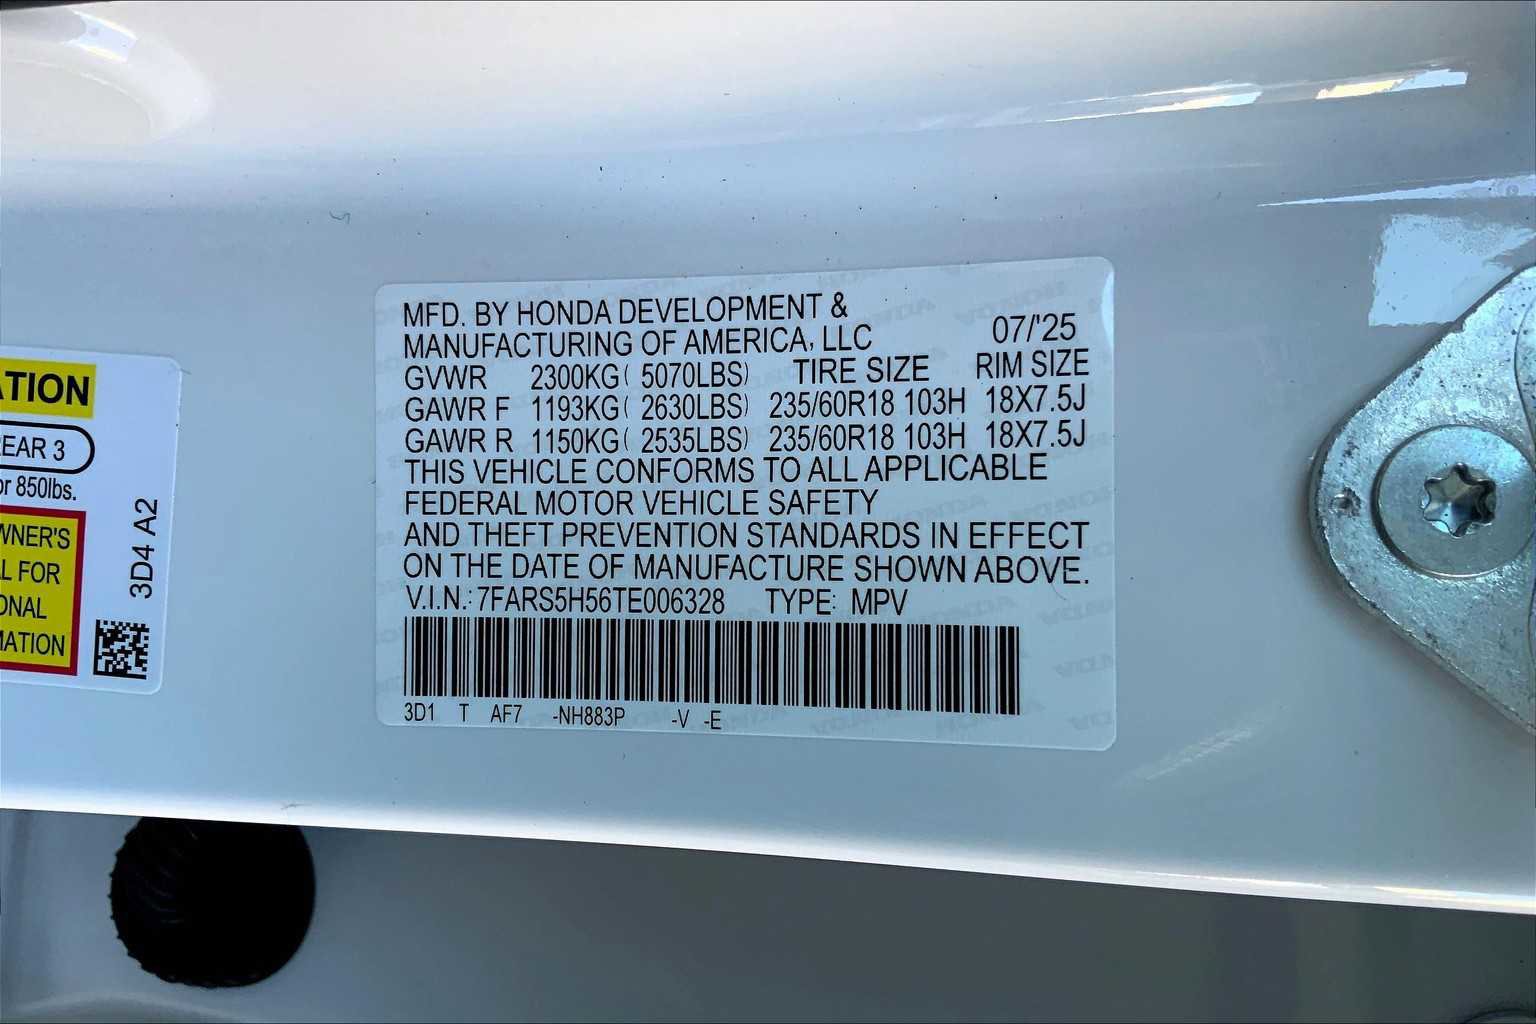 MFD. BY HONDA DEVELOPMENT &
MANUFACTURING OF AMERICA, LLC 07/'25
GVWR 2300KG( 5070LBS) TIRE SIZE RIM SIZE
GAWR F 1193KG( 2630LBS) 235/60R18 103H 18X7.5J
GAWR R 1150KG( 2535LBS) 235/60R18 103H 18X7.5J
THIS VEHICLE CONFORMS TO ALL APPLICABLE
FEDERAL MOTOR VEHICLE SAFETY
AND THEFT PREVENTION STANDARDS IN EFFECT
ON THE DATE OF MANUFACTURE SHOWN ABOVE.
V.I.N.: 7FARS5H56TE006328 TYPE: MPV
3D1 T AF7 -NH883P -V -E
ATION
EAR 3
or 850lbs.
WNER'S
L FOR
ONAL
MATION
3D4 A2